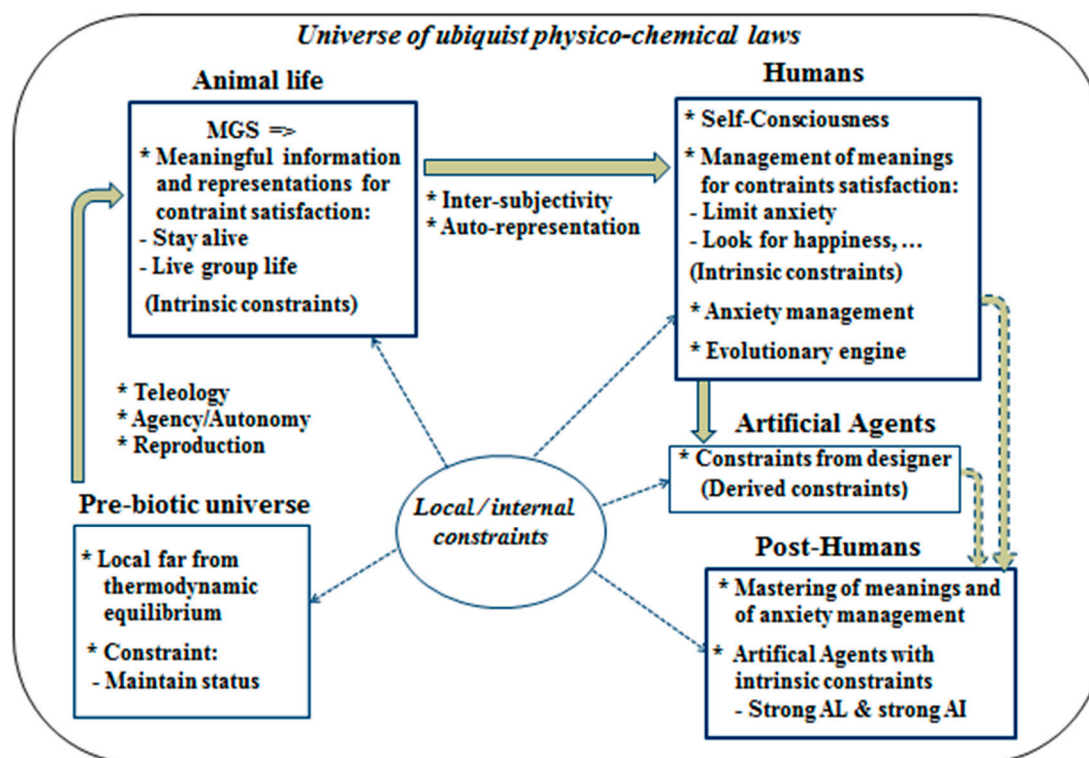 Universe of ubiquist physico-chemical laws
Animal life
MGS =>
* Meaningful information
and representations for
contraint satisfaction:
- Stay alive
- Live group life
(Intrinsic constraints)
* Inter-subjectivity
* Auto-representation
Humans
* Self-Consciousness
* Management of meanings
for contraints satisfaction:
- Limit anxiety
- Look for happiness, ...
(Intrinsic constraints)
* Anxiety management
* Evolutionary engine
* Teleology
* Agency/Autonomy
* Reproduction
Pre-biotic universe
* Local far from
thermodynamic
equilibrium
* Constraint:
- Maintain status
Local / internal
constraints
Artificial Agents
* Constraints from designer
(Derived constraints)
Post-Humans
* Mastering of meanings and
of anxiety management
* Artifical Agents with
intrinsic constraints
- Strong AL & strong AI